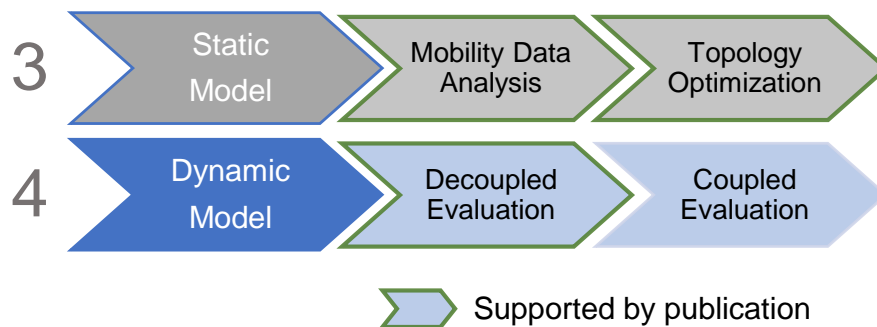 3
Static
Model
Mobility Data
Analysis
Topology
Optimization
4
Dynamic
Model
Decoupled
Evaluation
Coupled
Evaluation
Supported by publication